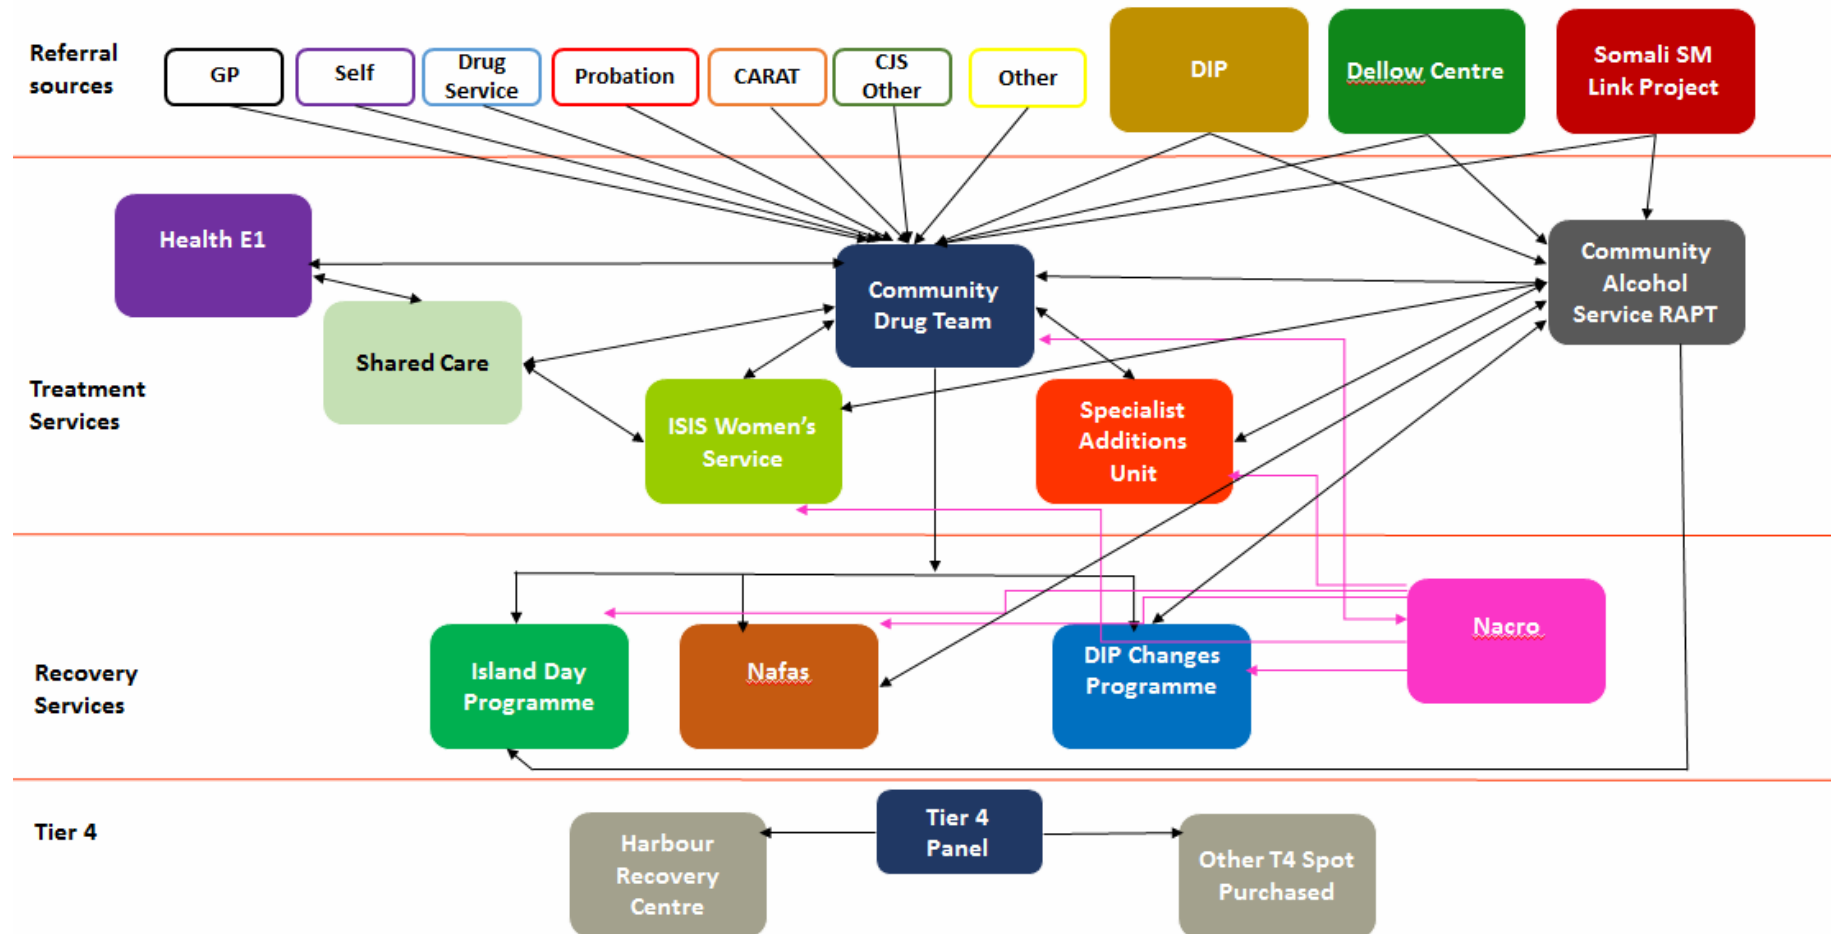 Referral
sources
GP
Self
Drug
Service
Probation
CARAT
CJS
Other
Other
DIP
Dellow Centre
Somali SM
Link Project
Treatment
Services
Health E1
Shared Care
Community
Drug Team
ISIS Women’s
Service
Specialist
Additions
Unit
Community
Alcohol
Service RAPT
Recovery
Services
Island Day
Programme
Nafas
DIP Changes
Programme
Nacro
Tier 4
Harbour
Recovery
Centre
Tier 4
Panel
Other T4 Spot
Purchased